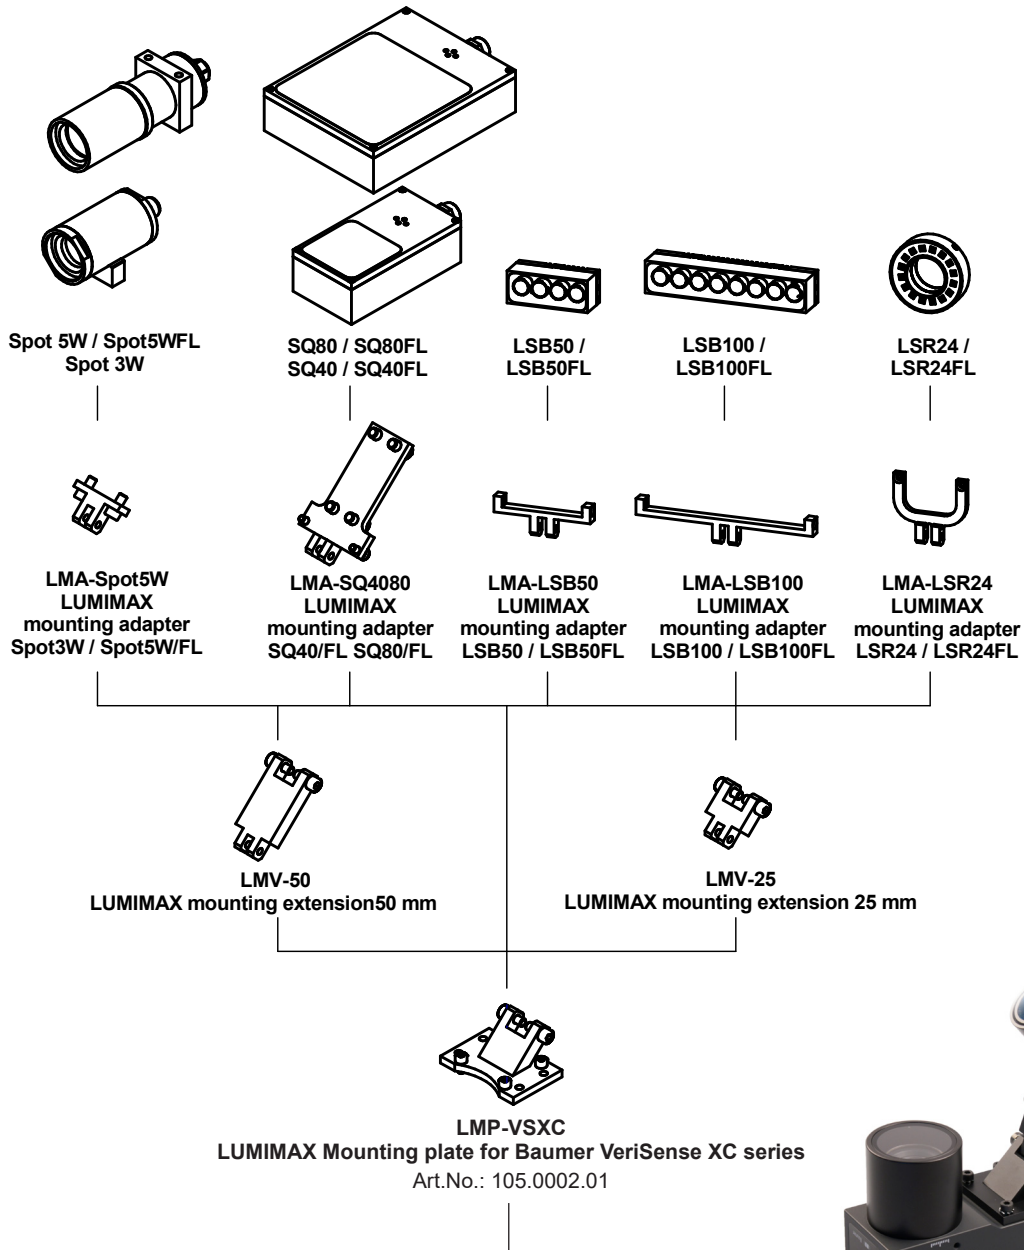 Spot 5W / Spot5WFL
Spot 3W
SQ80 / SQ80FL
SQ40 / SQ40FL
LSB50 /
LSB50FL
LSB100 /
LSB100FL
LSR24 /
LSR24FL
LMA-Spot5W
LUMIMAX
mounting adapter
Spot3W / Spot5W/FL
LMA-SQ4080
LUMIMAX
mounting adapter
SQ40/FL SQ80/FL
LMA-LSB50
LUMIMAX
mounting adapter
LSB50 / LSB50FL
LMA-LSB100
LUMIMAX
mounting adapter
LSB100 / LSB100FL
LMA-LSR24
LUMIMAX
mounting adapter
LSR24 / LSR24FL
LMV-50
LUMIMAX mounting extension50 mm
LMV-25
LUMIMAX mounting extension 25 mm
LMP-VSXC
LUMIMAX Mounting plate for Baumer VeriSense XC series
Art.No.: 105.0002.01